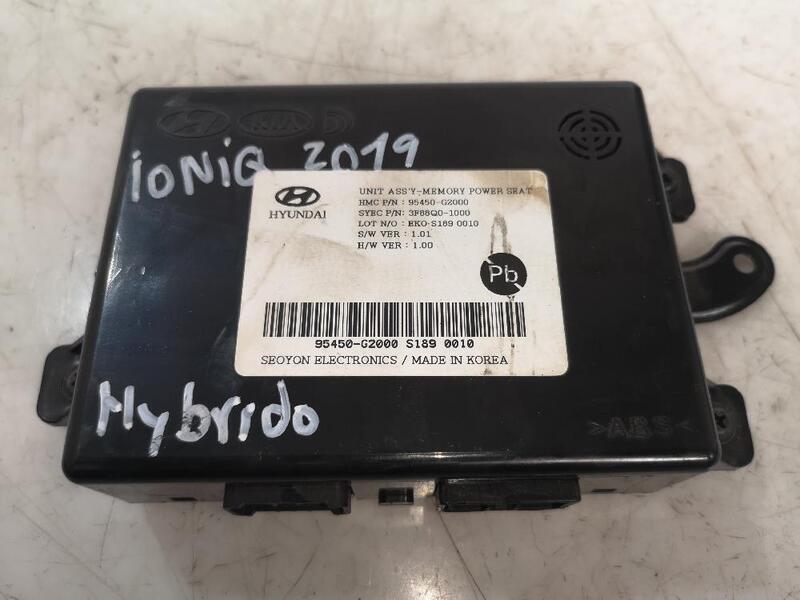 KIA
iONiQ 2019
HYUNDAI
UNIT ASS'Y-MEMORY POWER SEAT
HMC P/N : 95450-G2000
SYEC P/N : 3F88Q0-1000
LOT N/O : EKO-S189 0010
S/W VER : 1.01
H/W VER : 1.00
Pb
95450-G2000 S189 0010
SEOYON ELECTRONICS / MADE IN KOREA
Hybrido
>ABS<